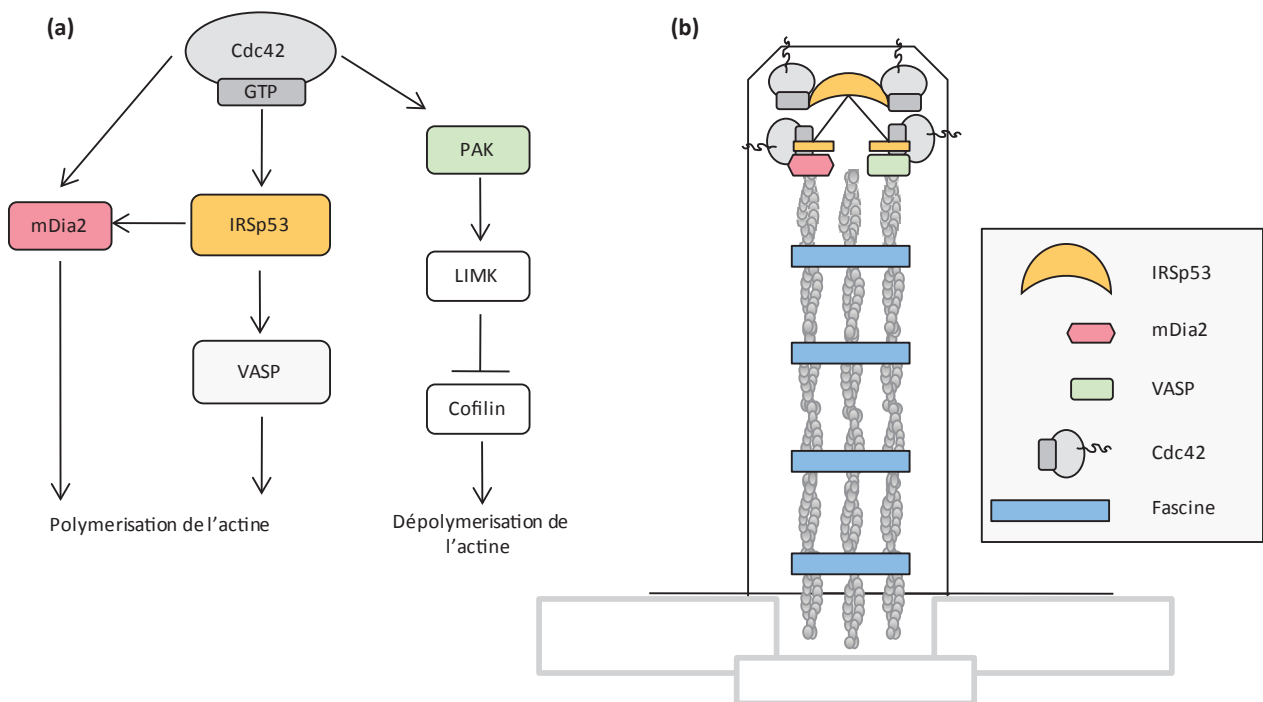 (a)
Cdc42
GTP
PAK
mDia2
IRSp53
LIMK
VASP
Cofilin
Polymerisation de l'actine
Dépolymerisation de
l'actine
(b)
IRSp53
mDia2
VASP
Cdc42
Fascine